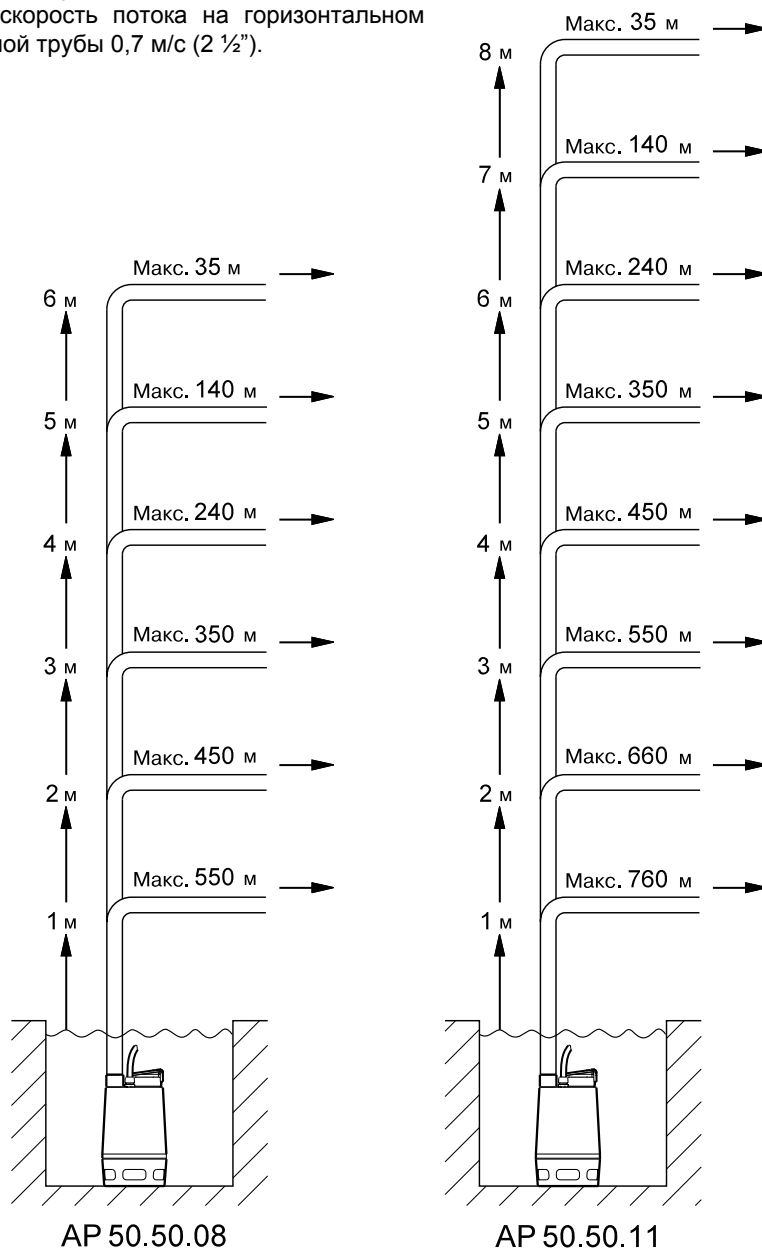 скорость потока на горизонтальном
ной трубы 0,7 м/с (2 ½”).
Макс. 35 м
6 м
Макс. 140 м
5 м
Макс. 240 м
4 м
Макс. 350 м
3 м
Макс. 450 м
2 м
Макс. 550 м
1 м
AP 50.50.08
Макс. 35 м
8 м
Макс. 140 м
7 м
Макс. 240 м
6 м
Макс. 350 м
5 м
Макс. 450 м
4 м
Макс. 550 м
3 м
Макс. 660 м
2 м
Макс. 760 м
1 м
AP 50.50.11